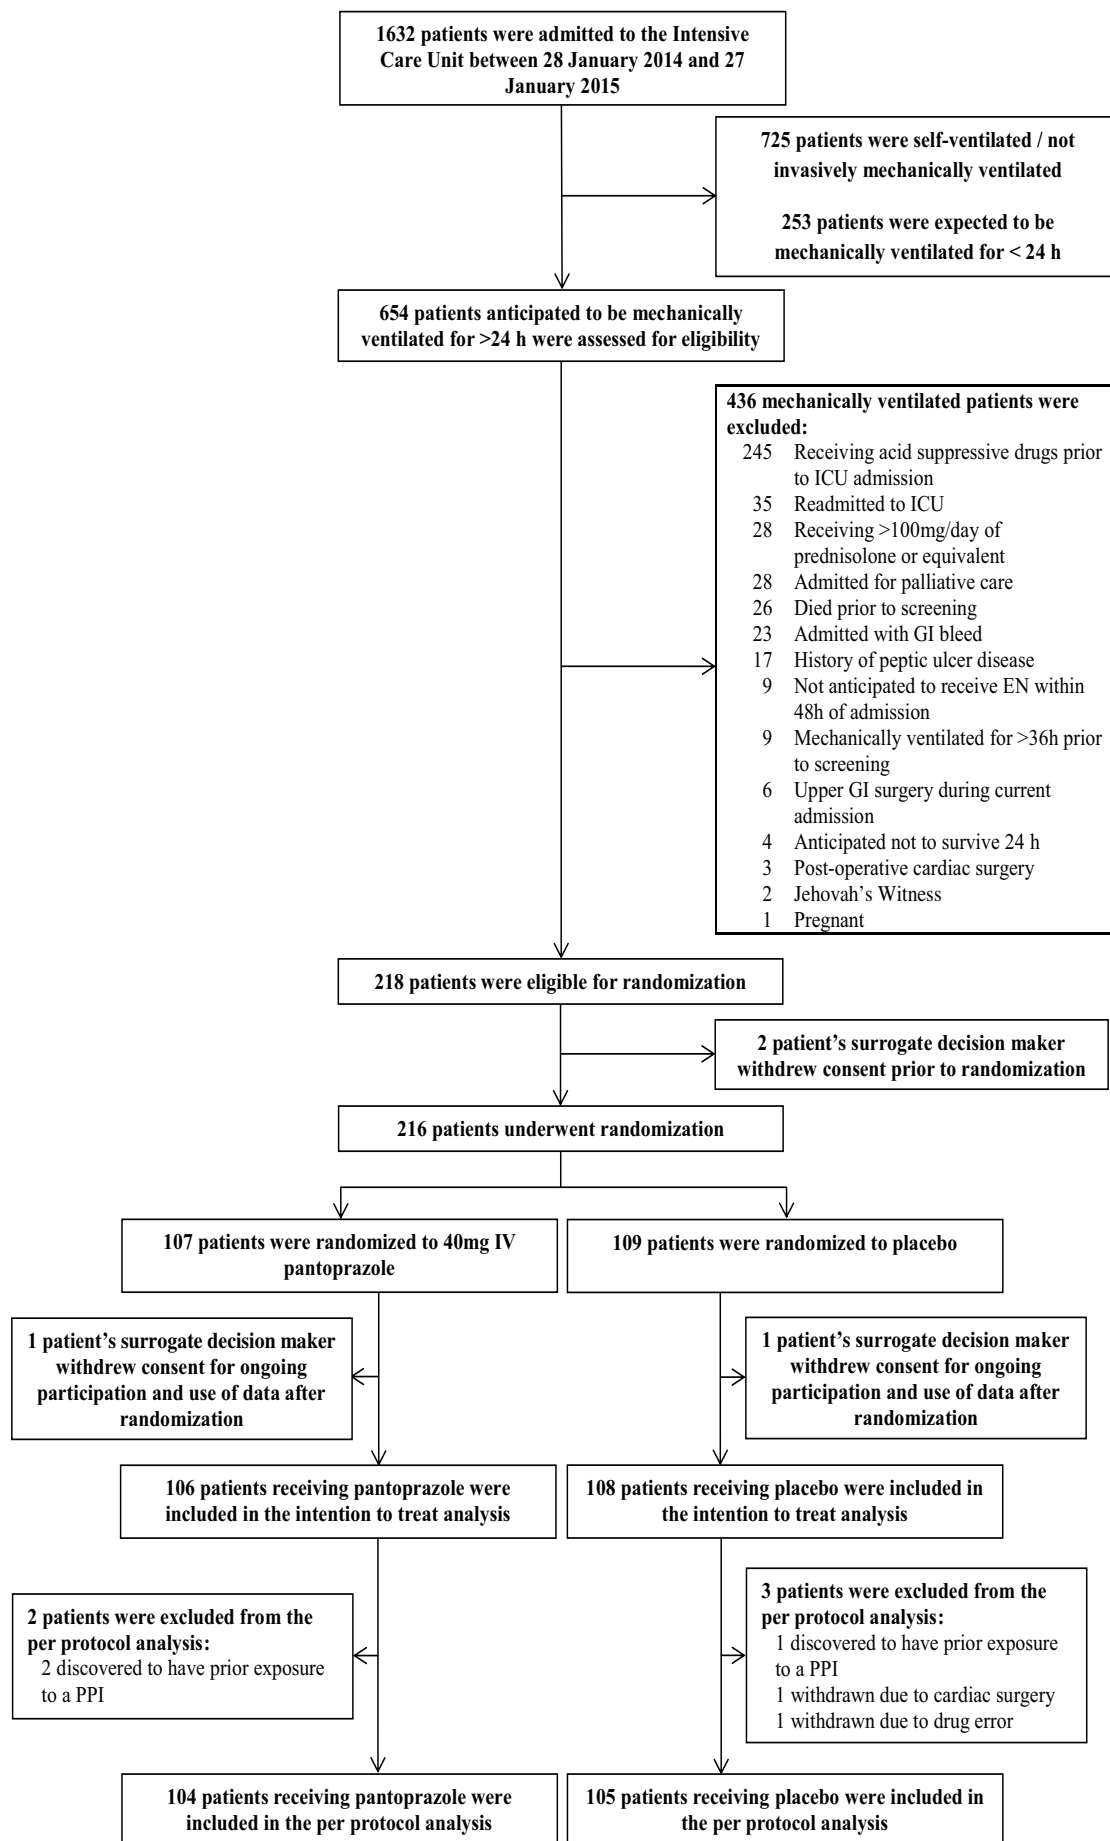 1632 patients were admitted to the Intensive
Care Unit between 28 January 2014 and 27
January 2015
725 patients were self-ventilated / not
invasively mechanically ventilated
253 patients were expected to be
mechanically ventilated for < 24 h
654 patients anticipated to be mechanically
ventilated for >24 h were assessed for eligibility
436 mechanically ventilated patients were
excluded:
245 Receiving acid suppressive drugs prior
to ICU admission
35 Readmitted to ICU
28 Receiving >100mg/day of
prednisolone or equivalent
28 Admitted for palliative care
26 Died prior to screening
23 Admitted with GI bleed
17 History of peptic ulcer disease
9 Not anticipated to receive EN within
48h of admission
9 Mechanically ventilated for >36h prior
to screening
6 Upper GI surgery during current
admission
4 Anticipated not to survive 24 h
3 Post-operative cardiac surgery
2 Jehovah's Witness
1 Pregnant
218 patients were eligible for randomization
2 patient's surrogate decision maker
withdrew consent prior to randomization
216 patients underwent randomization
107 patients were randomized to 40mg IV
pantoprazole
109 patients were randomized to placebo
1 patient's surrogate decision maker
withdrew consent for ongoing
participation and use of data after
randomization
1 patient's surrogate decision maker
withdrew consent for ongoing
participation and use of data after
randomization
106 patients receiving pantoprazole were
included in the intention to treat analysis
108 patients receiving placebo were included in
the intention to treat analysis
2 patients were excluded from the
per protocol analysis:
2 discovered to have prior exposure
to a PPI
3 patients were excluded from the
per protocol analysis:
1 discovered to have prior exposure
to a PPI
1 withdrawn due to cardiac surgery
1 withdrawn due to drug error
104 patients receiving pantoprazole were
included in the per protocol analysis
105 patients receiving placebo were included in
the per protocol analysis